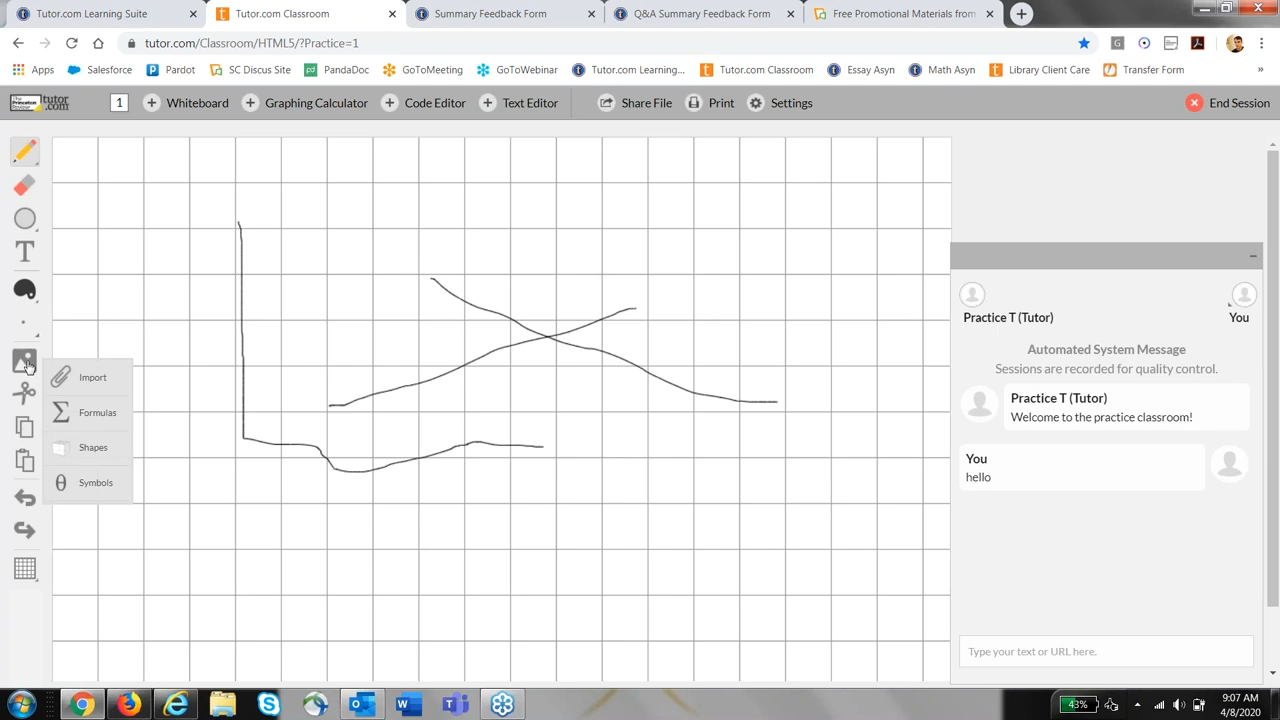 Tutor.com Learning Suite
Tutor.com Classroom
Summary Feedback Form
Q&A Summary Feedback Form
Free Promotional Materials from
tutor.com/Classroom/HTML5/?Practice=1
Apps
Salesforce
Pardot
SC Discus Site
PandaDoc
GoToMeeting
GoToWebinar
Tutor.com Learning...
Tutor.com Classroom
Essay Asyn
Math Asyn
Library Client Care
Transfer Form
The Princeton Review
tutor.com
1
Whiteboard
Graphing Calculator
Code Editor
Text Editor
Share File
Print
Settings
End Session
T
Import
Formulas
Shapes
Symbols
Practice T (Tutor)
You
Automated System Message
Sessions are recorded for quality control.
Practice T (Tutor)
Welcome to the practice classroom!
You
hello
Type your text or URL here.
43%
9:07 AM
4/8/2020